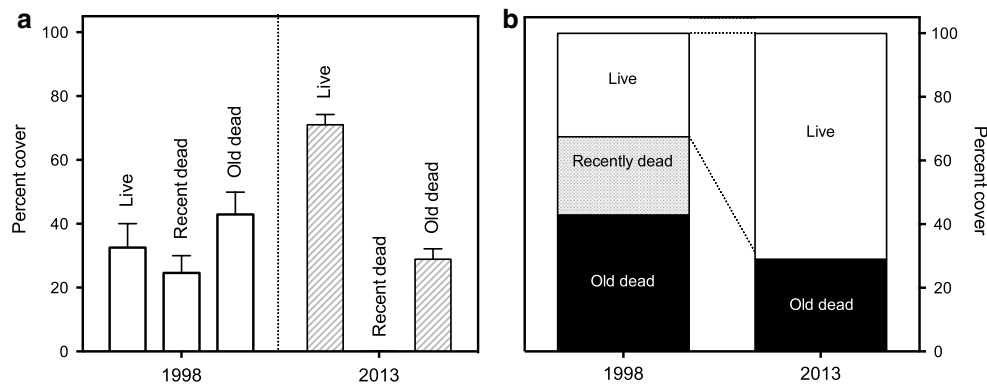 a
Percent cover
100
80
60
40
20
0
Live
Recent dead
Old dead
Live
Recent dead
Old dead
1998
2013
b
Live
Recently dead
Old dead
Live
Old dead
100
80
60
40
20
0
Percent cover
1998
2013